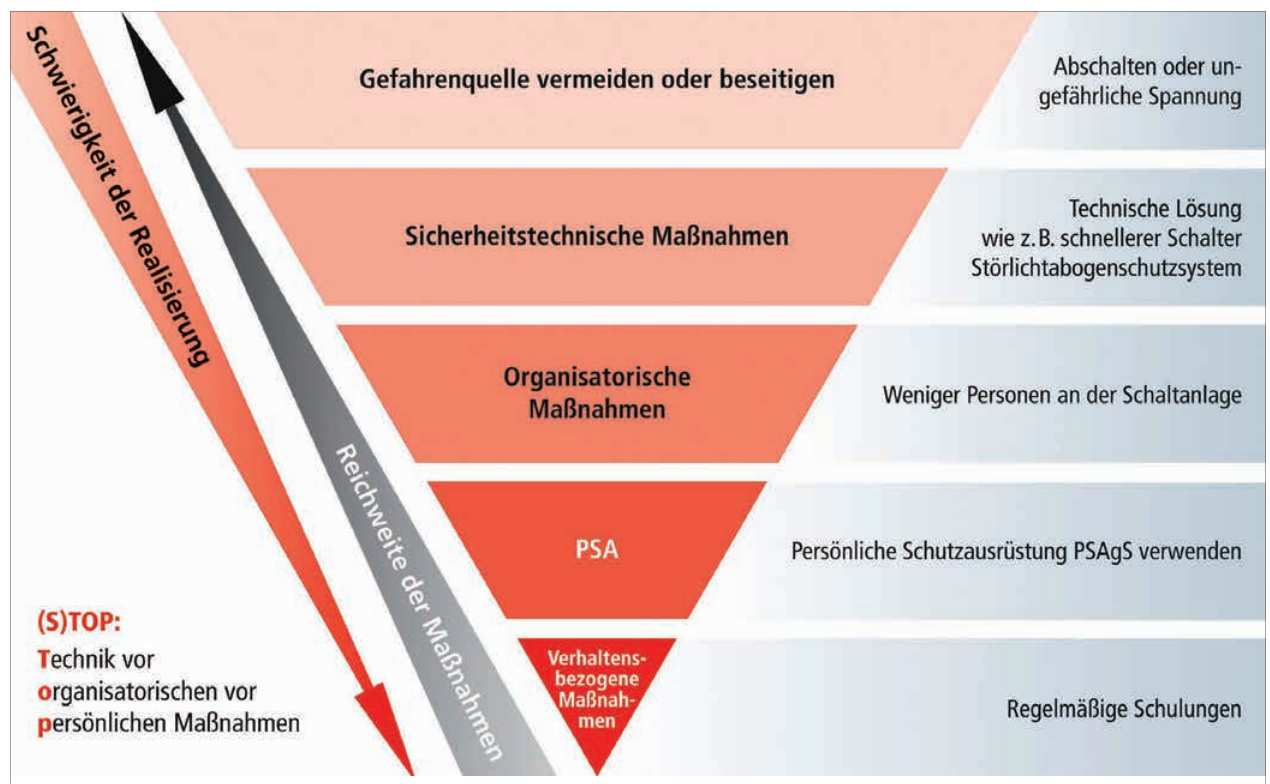 Schwierigkeit der Realisierung
Reichweite der Maßnahmen
Gefahrenquelle vermeiden oder beseitigen
Abschalten oder un-
gefährliche Spannung
Sicherheitstechnische Maßnahmen
Technische Lösung
wie z. B. schnellerer Schalter
Störlichtabogenschutzsystem
Organisatorische
Maßnahmen
Weniger Personen an der Schaltanlage
PSA
Persönliche Schutzausrüstung PSAgS verwenden
Verhaltens-
bezogene
Maßnah-
men
Regelmäßige Schulungen
(S)TOP:
Technik vor
organisatorischen vor
persönlichen Maßnahmen